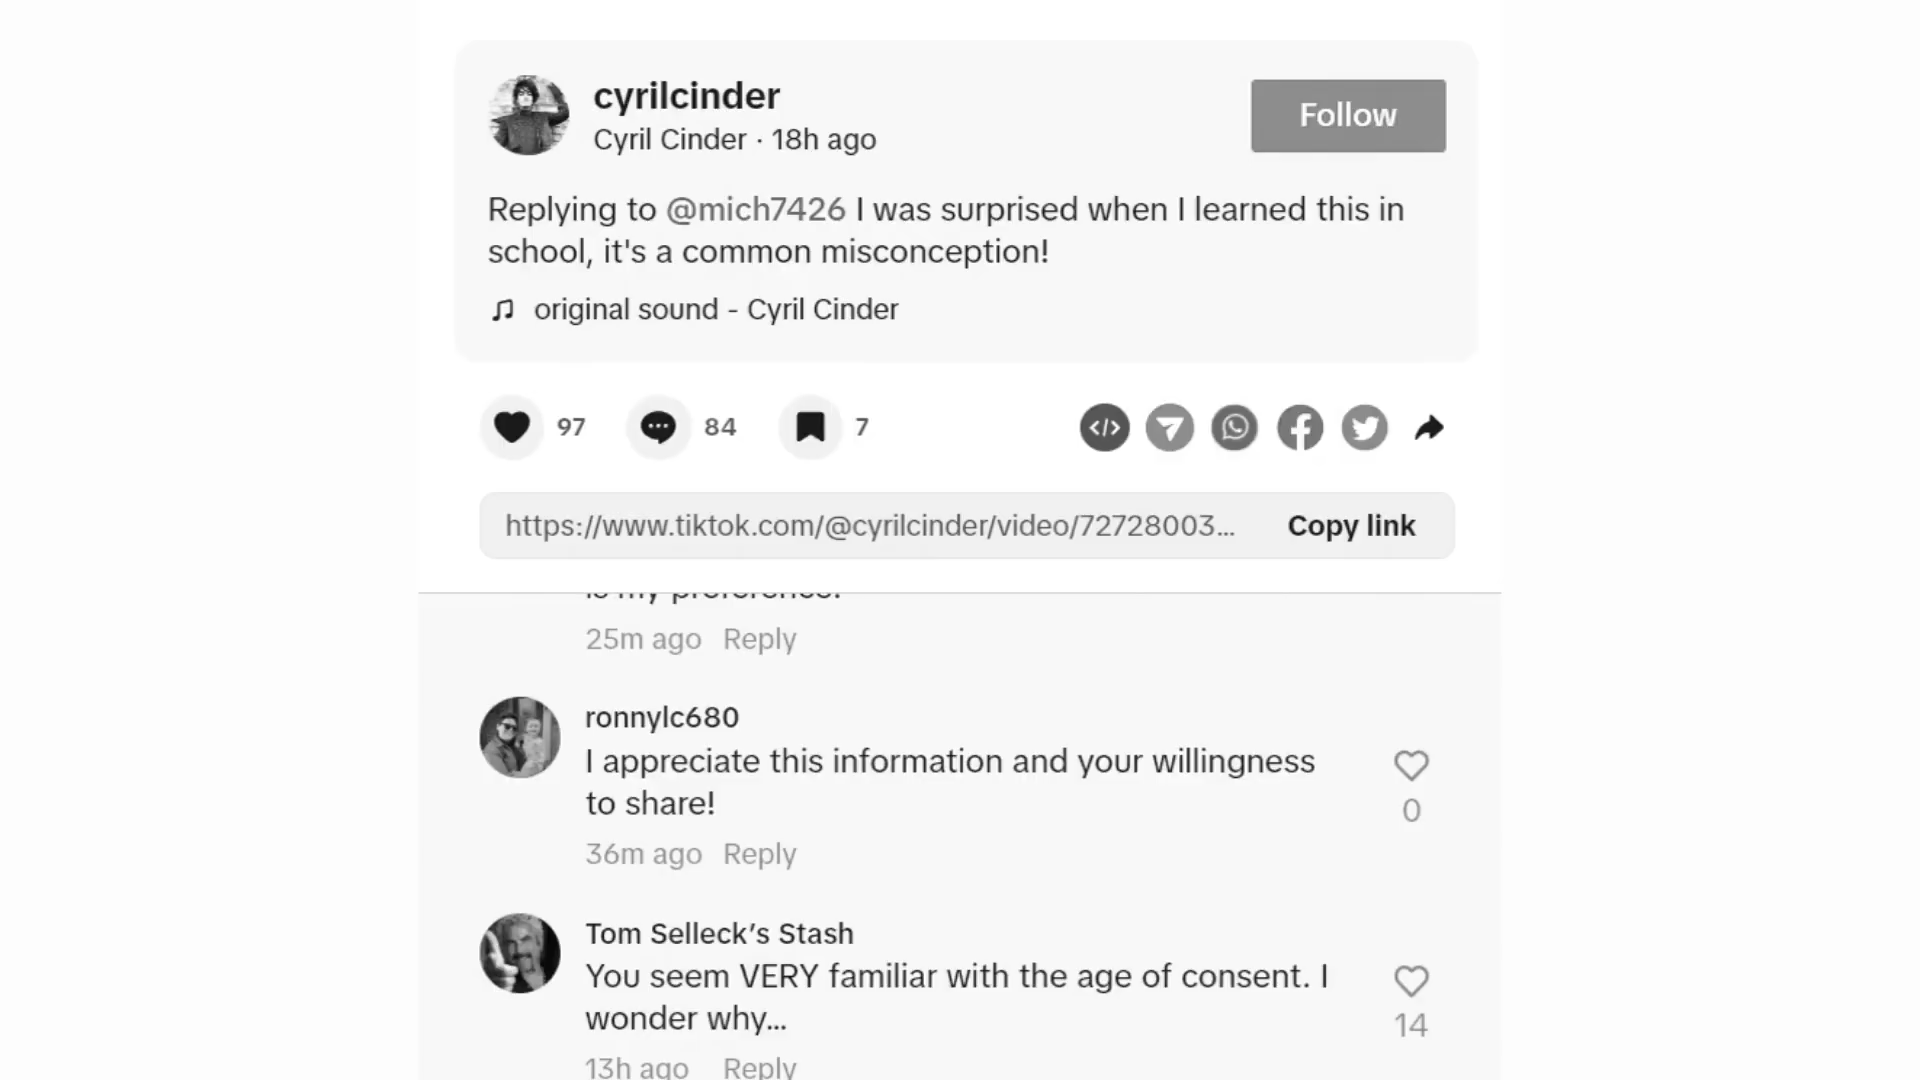 cyrilcinder
Cyril Cinder · 18h ago
Follow
Replying to @mich7426 I was surprised when I learned this in
school, it's a common misconception!
original sound - Cyril Cinder
97
84
7
https://www.tiktok.com/@cyrilcinder/video/72728003...
Copy link
is my preference.
25m ago Reply
ronnylc680
I appreciate this information and your willingness
to share!
0
36m ago Reply
Tom Selleck’s Stash
You seem VERY familiar with the age of consent. I
wonder why...
14
13h ago Reply